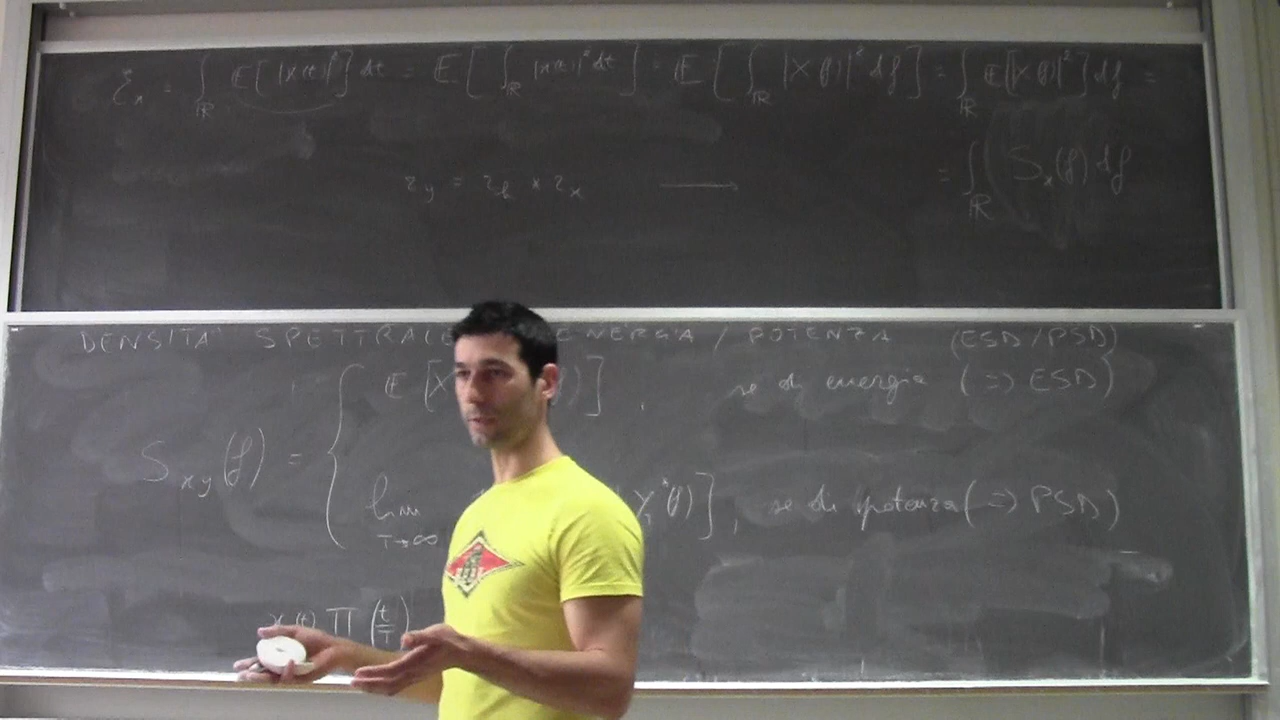 ℰx = ∫ℝ 𝔼[|x(t)|²] dt = 𝔼[∫ℝ |x(t)|² dt] = 𝔼[∫ℝ |X(f)|² df] = ∫ℝ 𝔼[|X(f)|²] df =
= ∫ℝ Sx(f) df
ry = rh * rx →
DENSITA' SPETTRALE ENERGIA / POTENZA (ESD/PSD)
𝔼[X )], se di energia (=> ESD)
Sxy(f) = {
lim T→∞ Y*(f)], se di potenza (=> PSD)
x(t) Π(t/T)